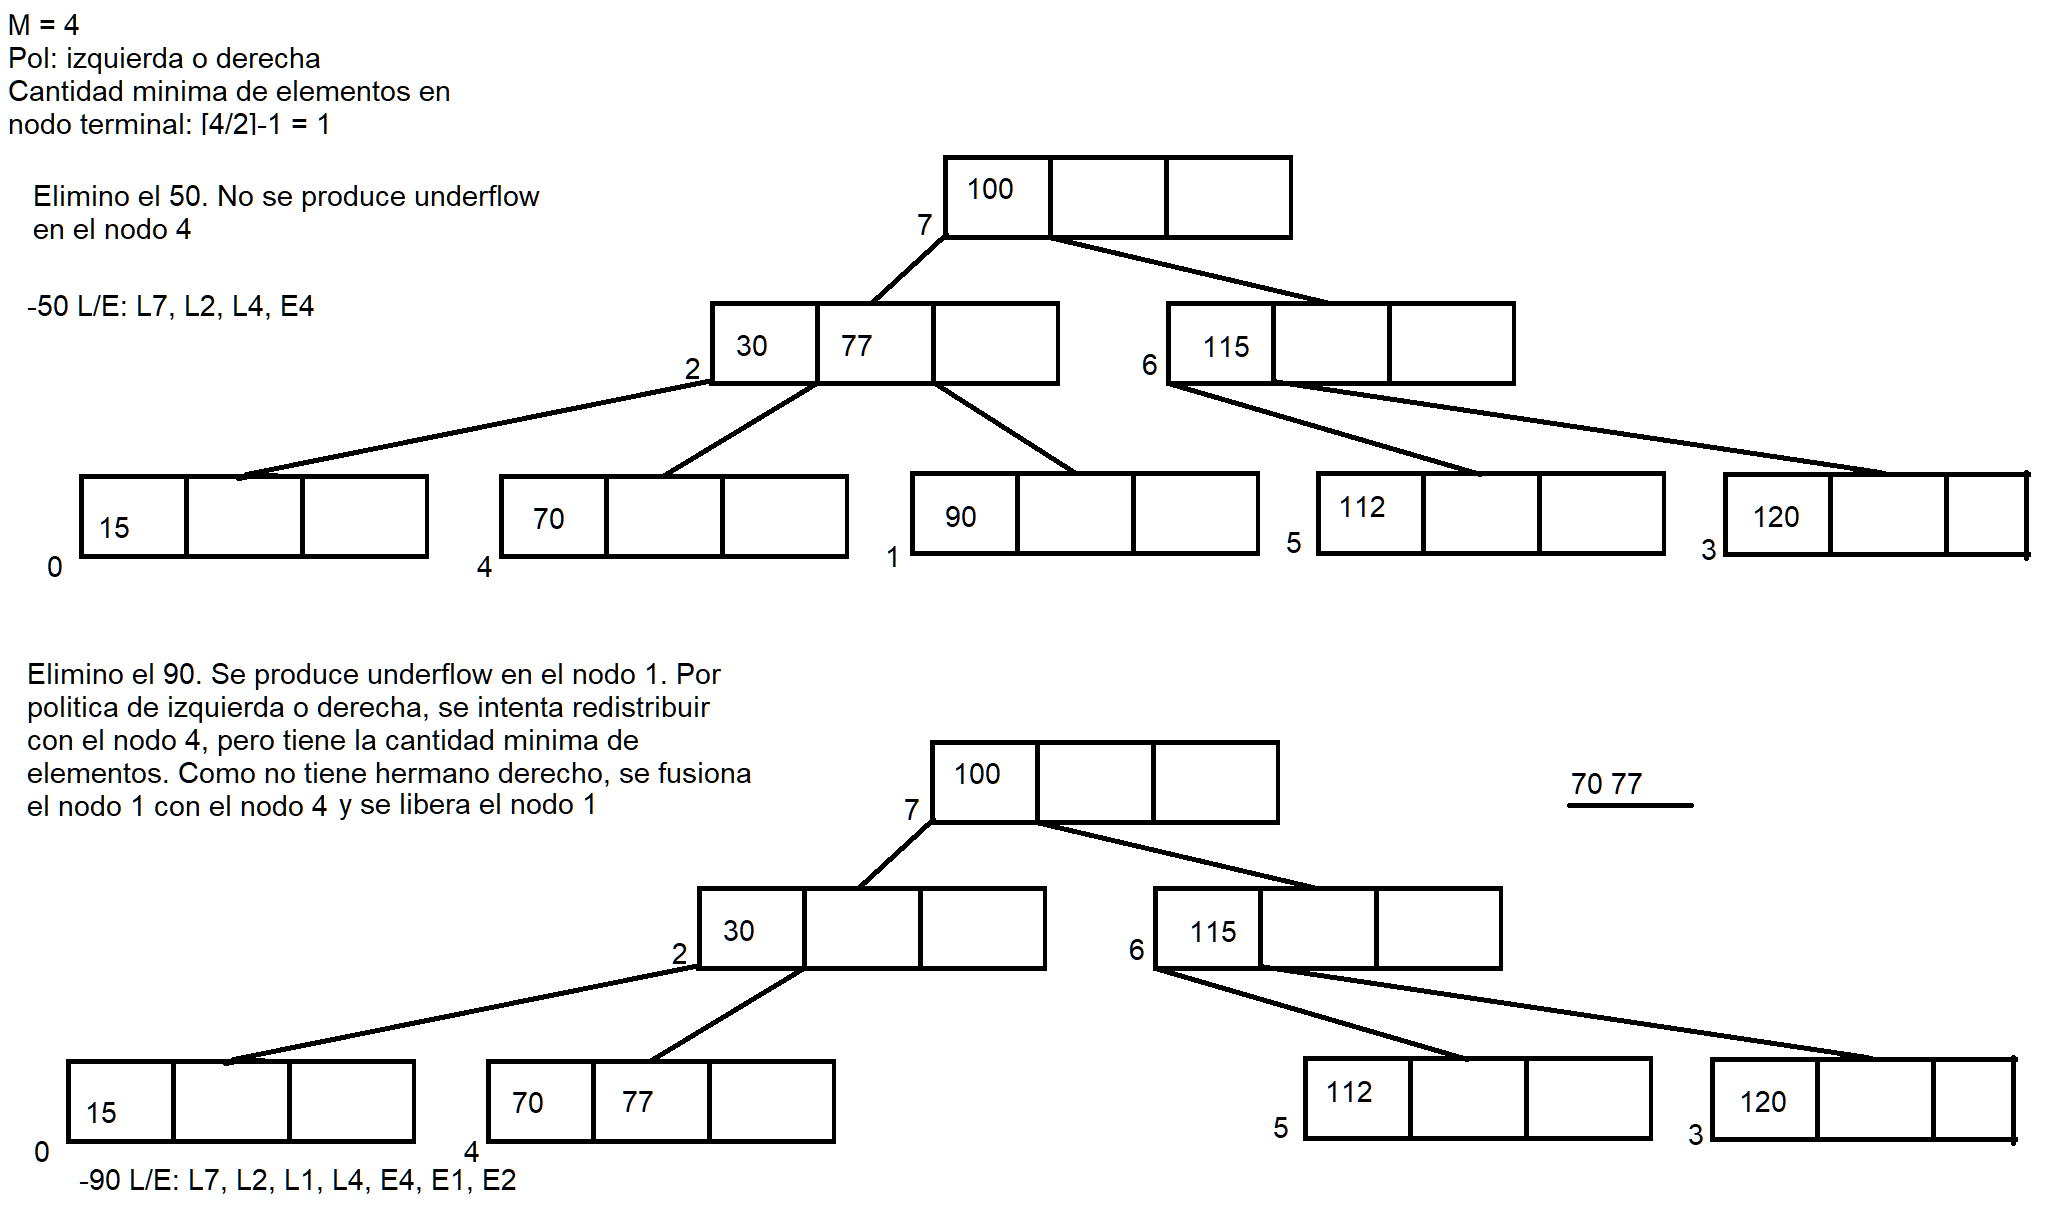 M = 4
Pol: izquierda o derecha
Cantidad minima de elementos en
nodo terminal: [4/2]-1 = 1
Elimino el 50. No se produce underflow
en el nodo 4
-50 L/E: L7, L2, L4, E4
100
7
30 77
2
115
6
15
0
70
4
90
1
112
5
120
3
Elimino el 90. Se produce underflow en el nodo 1. Por
politica de izquierda o derecha, se intenta redistribuir
con el nodo 4, pero tiene la cantidad minima de
elementos. Como no tiene hermano derecho, se fusiona
el nodo 1 con el nodo 4 y se libera el nodo 1
100
7
70 77
30
2
115
6
15
0
70 77
4
112
5
120
3
-90 L/E: L7, L2, L1, L4, E4, E1, E2